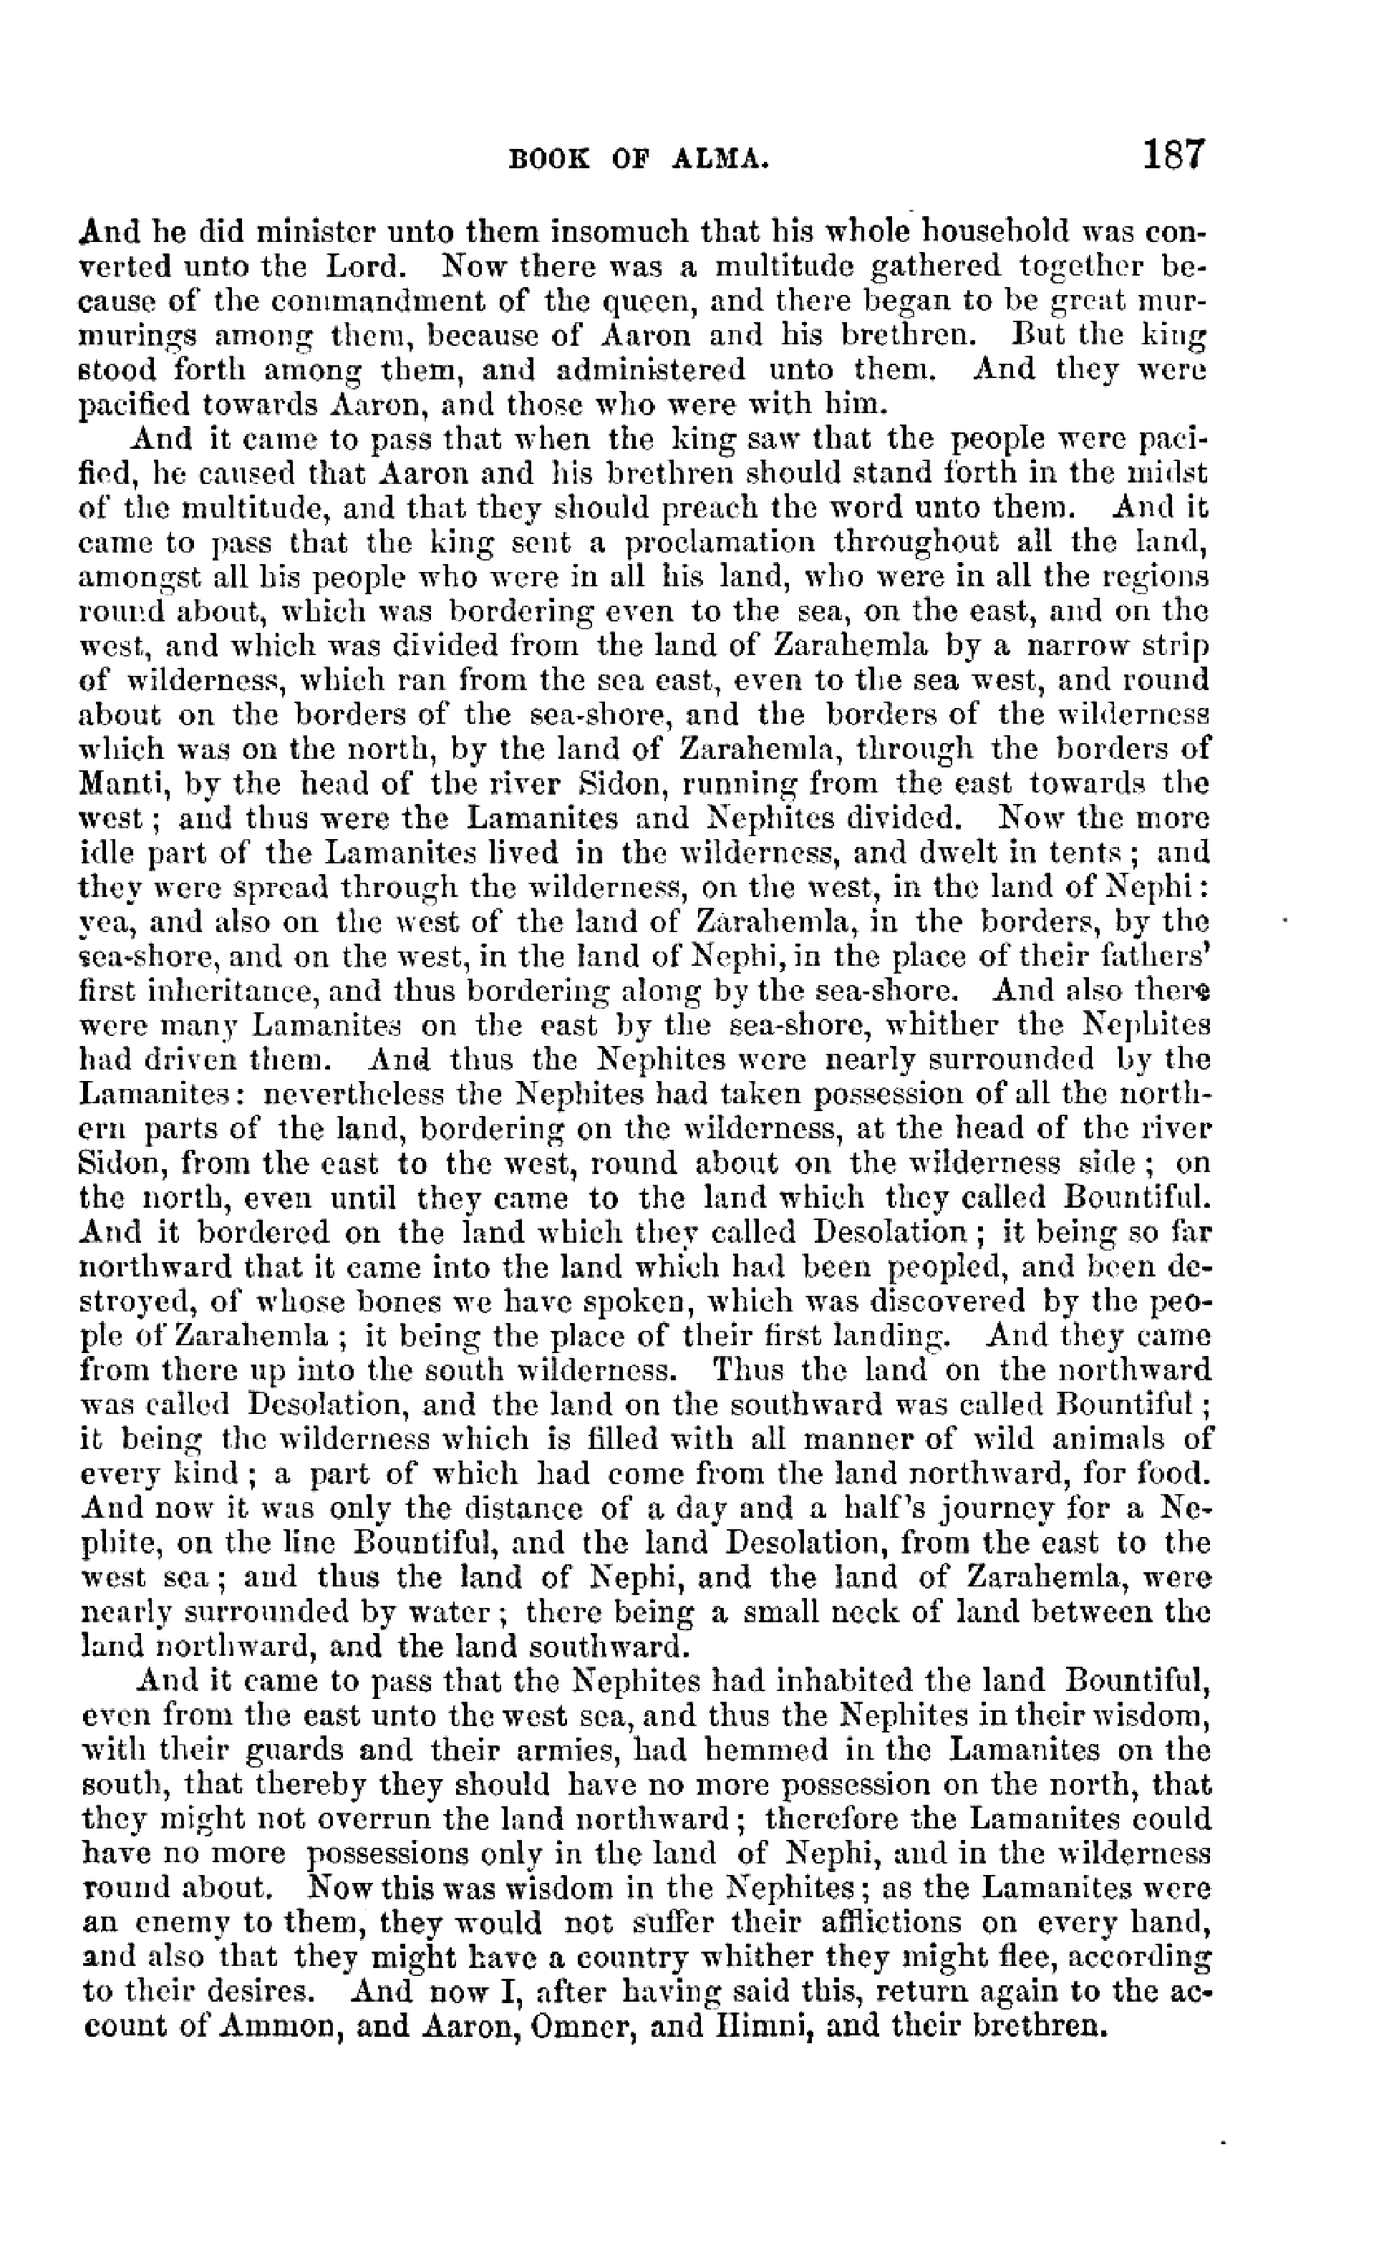 BOOK OF ALMA. 187
And he did minister unto them insomuch that his whole household was con-
verted unto the Lord. Now there was a multitude gathered together be-
cause of the commandment of the queen, and there began to be great mur-
murings among them, because of Aaron and his brethren. But the king
stood forth among them, and administered unto them. And they were
pacified towards Aaron, and those who were with him.
And it came to pass that when the king saw that the people were paci-
fied, he caused that Aaron and his brethren should stand forth in the midst
of the multitude, and that they should preach the word unto them. And it
came to pass that the king sent a proclamation throughout all the land,
amongst all his people who were in all his land, who were in all the regions
round about, which was bordering even to the sea, on the east, and on the
west, and which was divided from the land of Zarahemla by a narrow strip
of wilderness, which ran from the sea east, even to the sea west, and round
about on the borders of the sea-shore, and the borders of the wilderness
which was on the north, by the land of Zarahemla, through the borders of
Manti, by the head of the river Sidon, running from the east towards the
west; and thus were the Lamanites and Nephites divided. Now the more
idle part of the Lamanites lived in the wilderness, and dwelt in tents; and
they were spread through the wilderness, on the west, in the land of Nephi:
yea, and also on the west of the land of Zarahemla, in the borders, by the
sea-shore, and on the west, in the land of Nephi, in the place of their fathers'
first inheritance, and thus bordering along by the sea-shore. And also there
were many Lamanites on the east by the sea-shore, whither the Nephites
had driven them. And thus the Nephites were nearly surrounded by the
Lamanites: nevertheless the Nephites had taken possession of all the north-
ern parts of the land, bordering on the wilderness, at the head of the river
Sidon, from the east to the west, round about on the wilderness side; on
the north, even until they came to the land which they called Bountiful.
And it bordered on the land which they called Desolation; it being so far
northward that it came into the land which had been peopled, and been de-
stroyed, of whose bones we have spoken, which was discovered by the peo-
ple of Zarahemla; it being the place of their first landing. And they came
from there up into the south wilderness. Thus the land on the northward
was called Desolation, and the land on the southward was called Bountiful;
it being the wilderness which is filled with all manner of wild animals of
every kind; a part of which had come from the land northward, for food.
And now it was only the distance of a day and a half's journey for a Ne-
phite, on the line Bountiful, and the land Desolation, from the east to the
west sea; and thus the land of Nephi, and the land of Zarahemla, were
nearly surrounded by water; there being a small neck of land between the
land northward, and the land southward.
And it came to pass that the Nephites had inhabited the land Bountiful,
even from the east unto the west sea, and thus the Nephites in their wisdom,
with their guards and their armies, had hemmed in the Lamanites on the
south, that thereby they should have no more possession on the north, that
they might not overrun the land northward; therefore the Lamanites could
have no more possessions only in the land of Nephi, and in the wilderness
round about. Now this was wisdom in the Nephites; as the Lamanites were
an enemy to them, they would not suffer their afflictions on every hand,
and also that they might have a country whither they might flee, according
to their desires. And now I, after having said this, return again to the ac-
count of Ammon, and Aaron, Omner, and Himni, and their brethren.